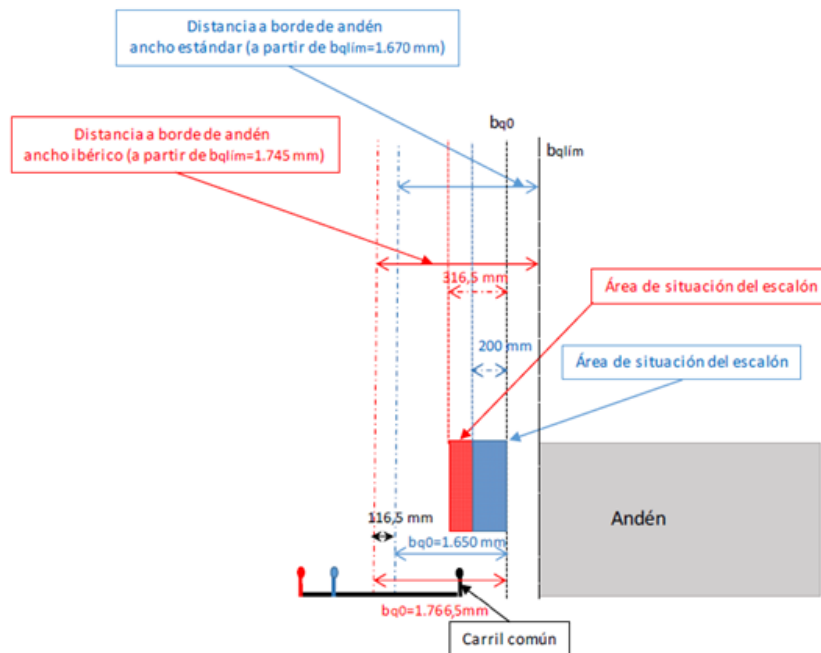 Distancia a borde de andén
ancho estándar (a partir de bqlím=1.670 mm)
Distancia a borde de andén
ancho ibérico (a partir de bqlím=1.745 mm)
bq0
bqlím
316,5 mm
Área de situación del escalón
200 mm
Área de situación del escalón
116,5 mm
Andén
bq0=1.650 mm
bq0=1.766,5mm
Carril común